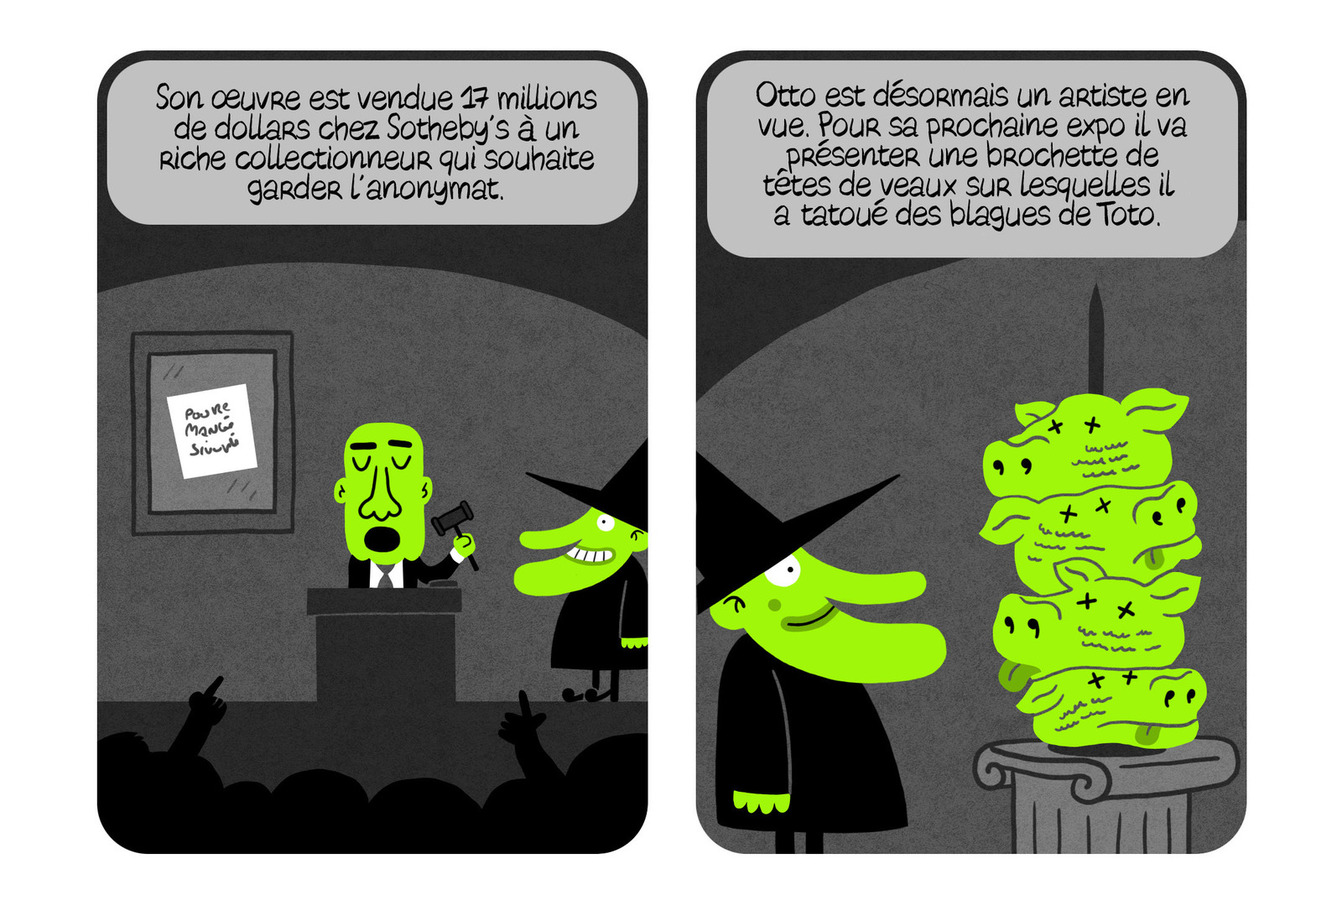 Son œuvre est vendue 17 millions
de dollars chez Sotheby's à un
riche collectionneur qui souhaite
garder l'anonymat.
POUVRE
MANGÉ
Otto est désormais un artiste en
vue. Pour sa prochaine expo il va
présenter une brochette de
têtes de veaux sur lesquelles il
a tatoué des blagues de Toto.